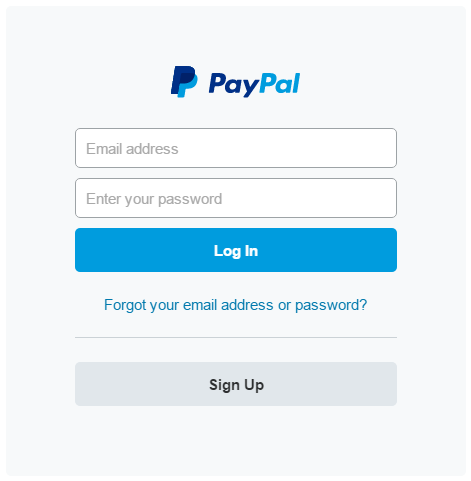 PayPal
Email address
Enter your password
Log In
Forgot your email address or password?
Sign Up